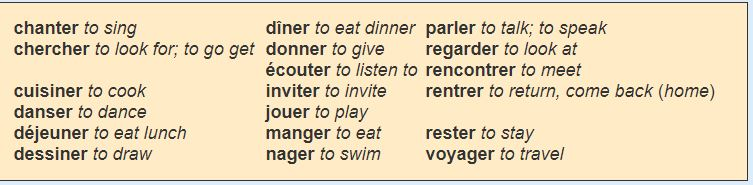 chanter to sing dîner to eat dinner parler to talk; to speak
chercher to look for; to go get donner to give regarder to look at
écouter to listen to rencontrer to meet
cuisiner to cook inviter to invite rentrer to return, come back (home)
danser to dance jouer to play
déjeuner to eat lunch manger to eat rester to stay
dessiner to draw nager to swim voyager to travel